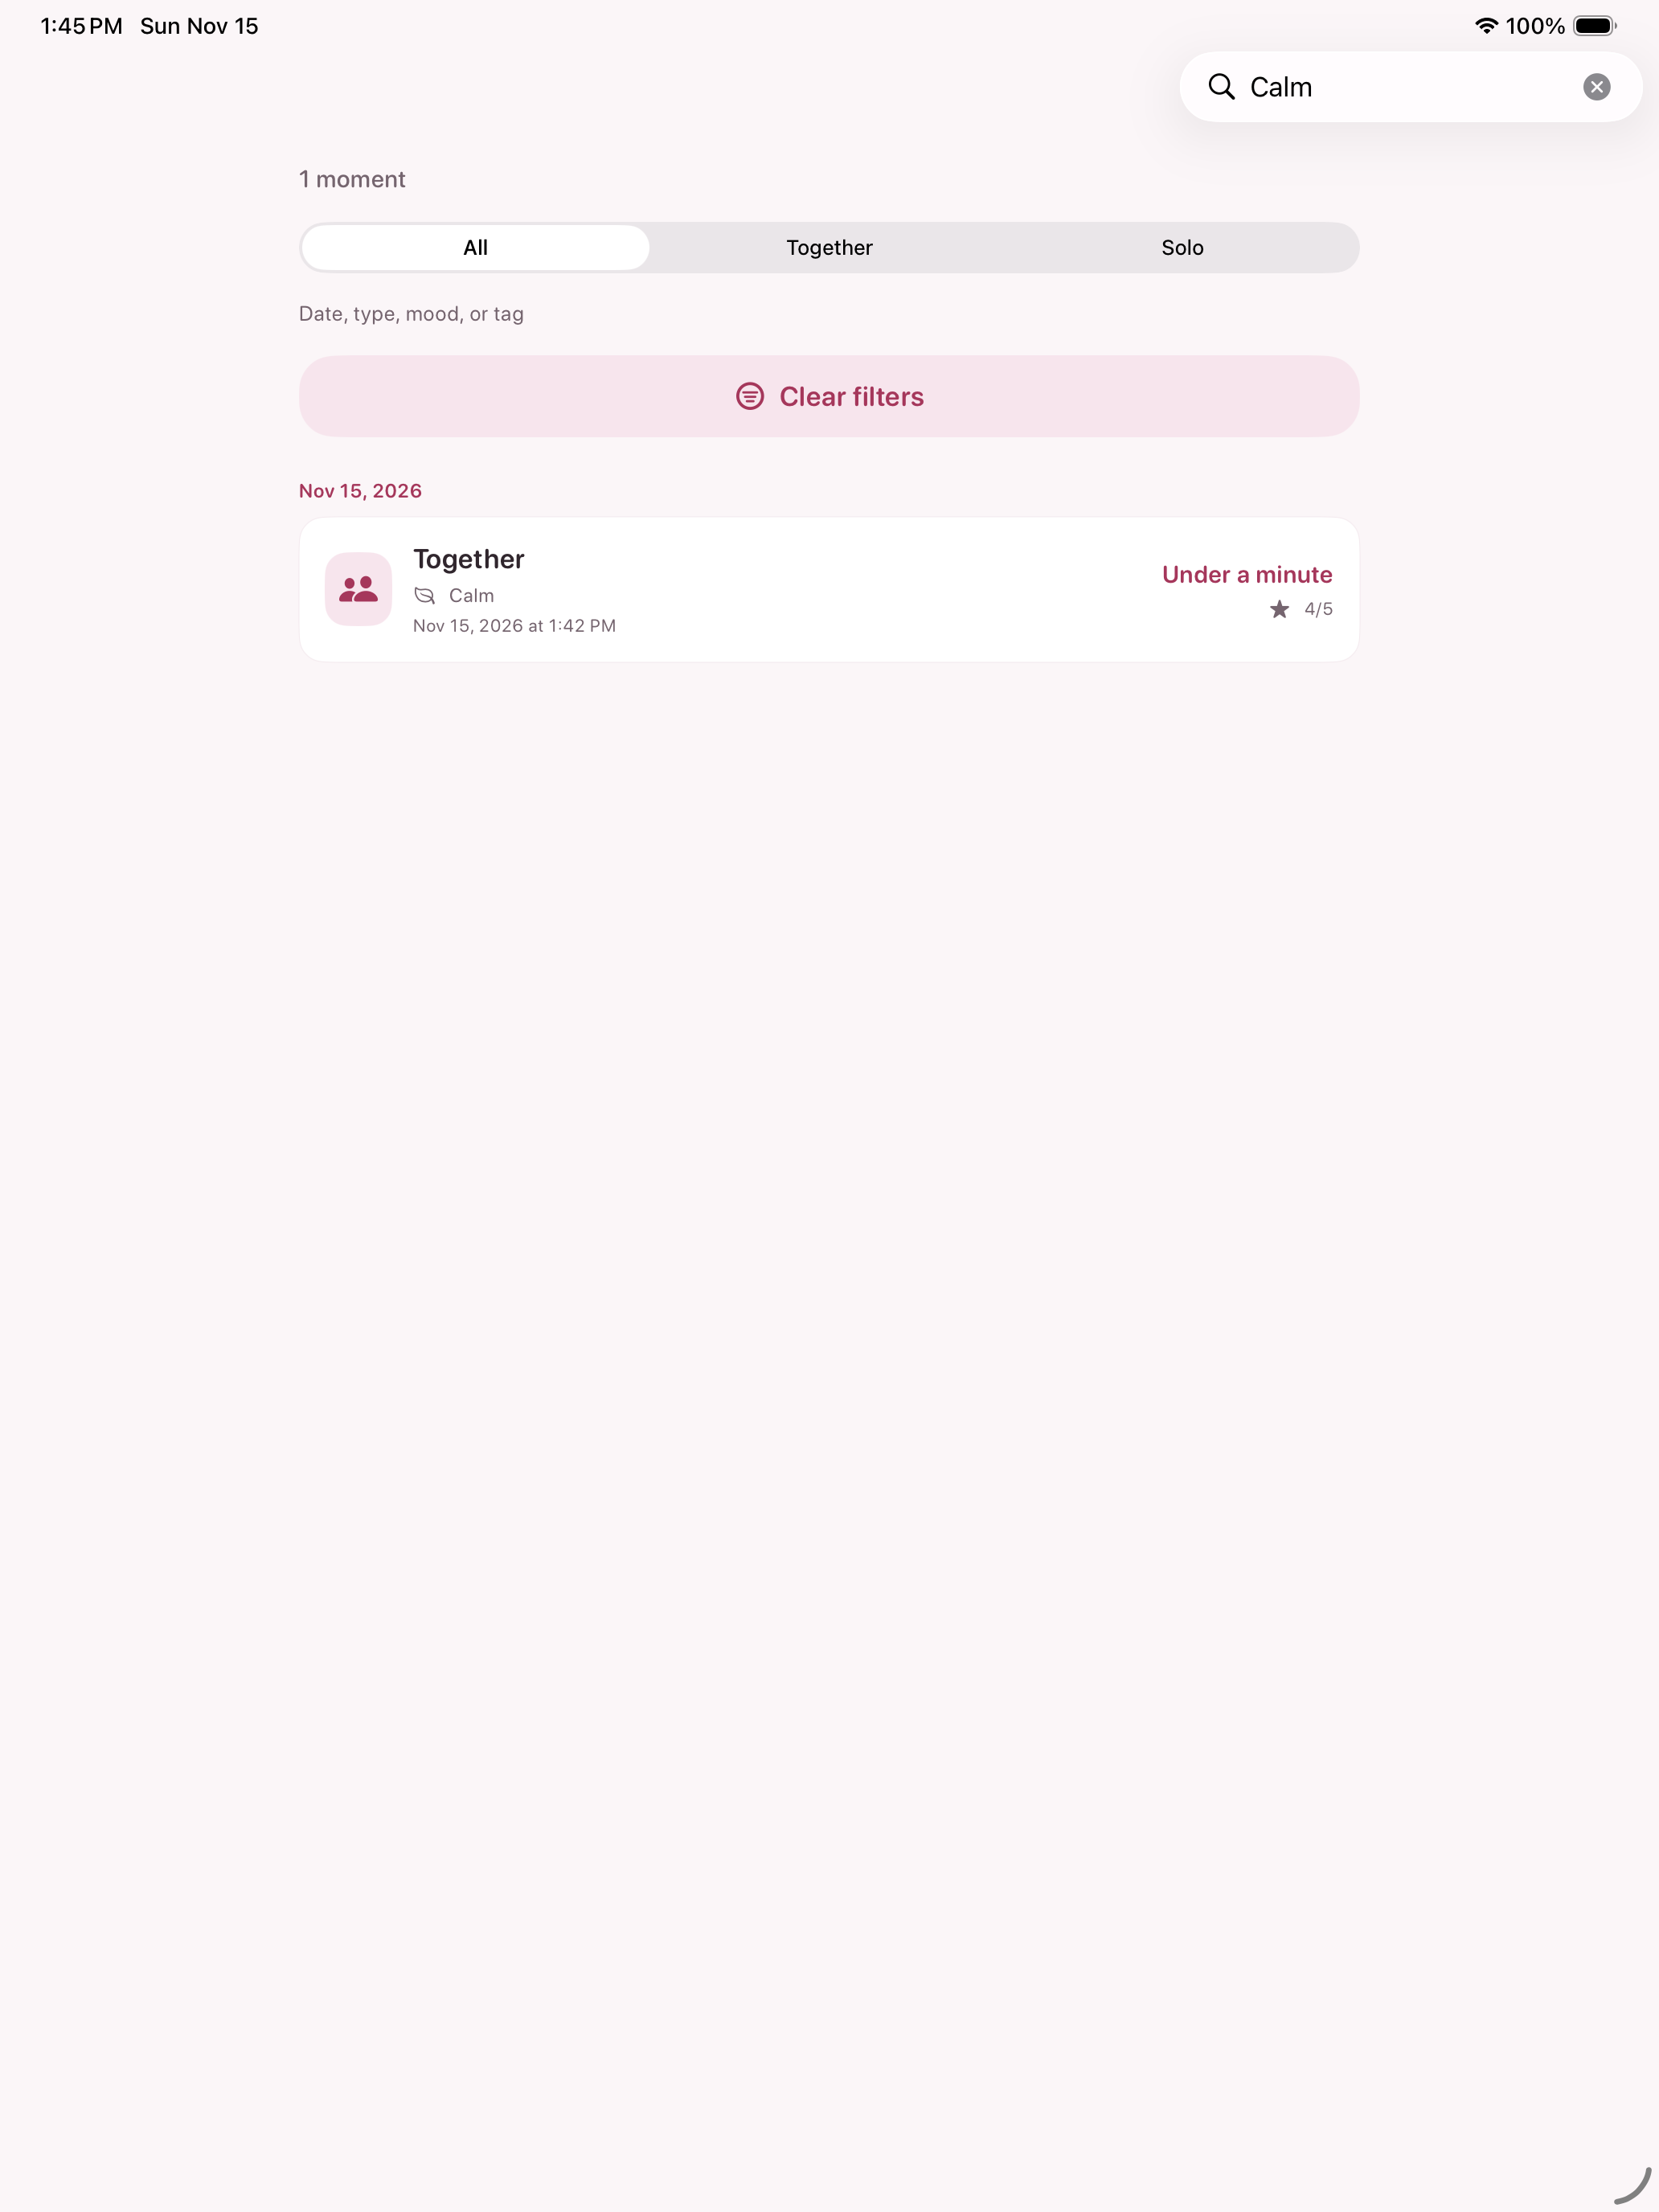 1:45 PM Sun Nov 15
100%
Calm
1 moment
All
Together
Solo
Date, type, mood, or tag
Clear filters
Nov 15, 2026
Together
Calm
Nov 15, 2026 at 1:42 PM
Under a minute
4/5